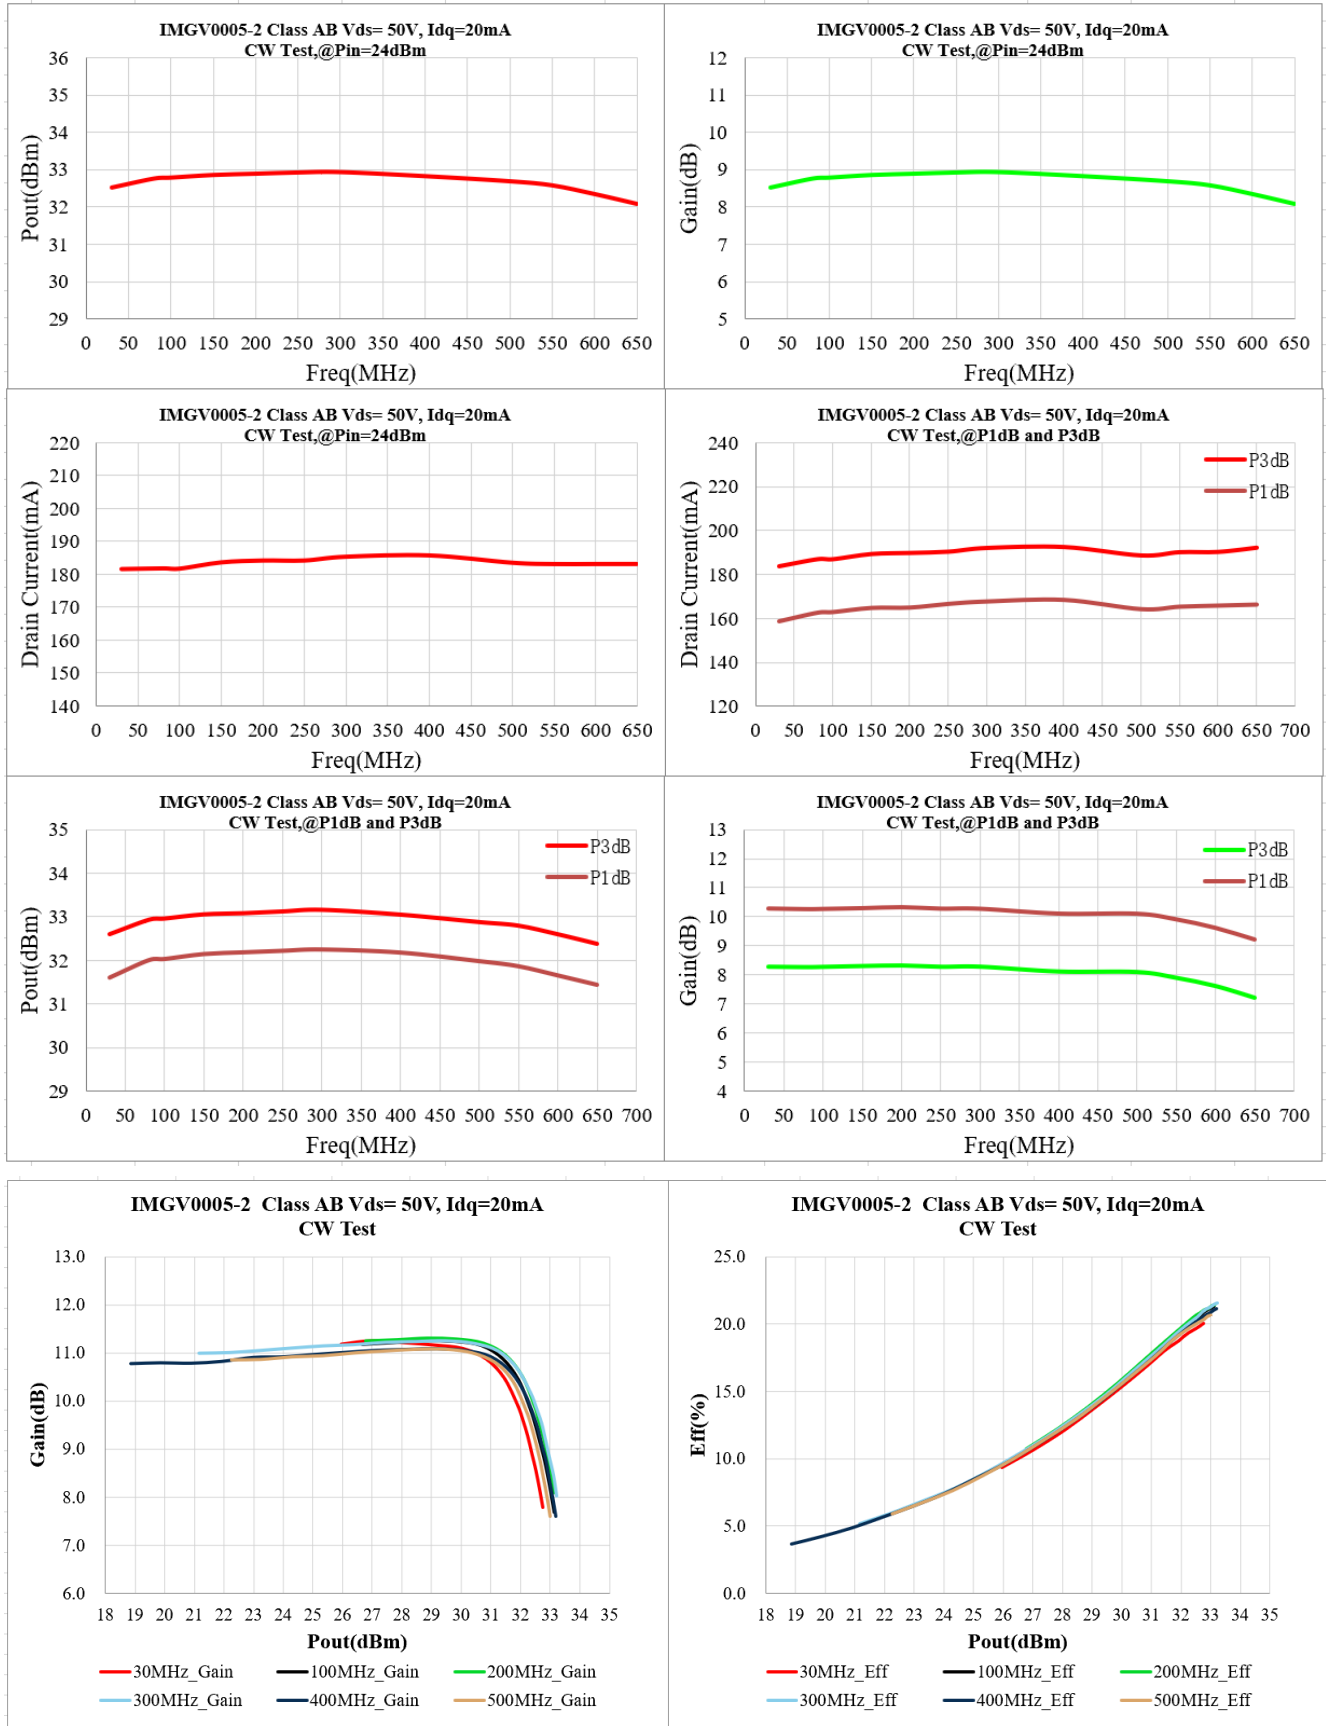 IMGV0005-2 Class AB Vds= 50V, Idq=20mA
CW Test,@Pin=24dBm
36
35
34
33
32
31
30
29
Pout(dBm)
0 50 100 150 200 250 300 350 400 450 500 550 600 650
Freq(MHz)
IMGV0005-2 Class AB Vds= 50V, Idq=20mA
CW Test,@Pin=24dBm
12
11
10
9
8
7
6
5
Gain(dB)
0 50 100 150 200 250 300 350 400 450 500 550 600 650
Freq(MHz)
IMGV0005-2 Class AB Vds= 50V, Idq=20mA
CW Test,@Pin=24dBm
220
210
200
190
180
170
160
150
140
Drain Current(mA)
0 50 100 150 200 250 300 350 400 450 500 550 600 650
Freq(MHz)
IMGV0005-2 Class AB Vds= 50V, Idq=20mA
CW Test,@P1dB and P3dB
240
220
200
180
160
140
120
Drain Current(mA)
P3dB
P1dB
0 50 100 150 200 250 300 350 400 450 500 550 600 650 700
Freq(MHz)
IMGV0005-2 Class AB Vds= 50V, Idq=20mA
CW Test,@P1dB and P3dB
35
34
33
32
31
30
29
Pout(dBm)
P3dB
P1dB
0 50 100 150 200 250 300 350 400 450 500 550 600 650 700
Freq(MHz)
IMGV0005-2 Class AB Vds= 50V, Idq=20mA
CW Test,@P1dB and P3dB
13
12
11
10
9
8
7
6
5
4
Gain(dB)
P3dB
P1dB
0 50 100 150 200 250 300 350 400 450 500 550 600 650 700
Freq(MHz)
IMGV0005-2 Class AB Vds= 50V, Idq=20mA
CW Test
13.0
12.0
11.0
10.0
9.0
8.0
7.0
6.0
Gain(dB)
18 19 20 21 22 23 24 25 26 27 28 29 30 31 32 33 34 35
Pout(dBm)
30MHz_Gain 100MHz_Gain 200MHz_Gain
300MHz_Gain 400MHz_Gain 500MHz_Gain
IMGV0005-2 Class AB Vds= 50V, Idq=20mA
CW Test
25.0
20.0
15.0
10.0
5.0
0.0
Eff(%)
18 19 20 21 22 23 24 25 26 27 28 29 30 31 32 33 34 35
Pout(dBm)
30MHz_Eff 100MHz_Eff 200MHz_Eff
300MHz_Eff 400MHz_Eff 500MHz_Eff